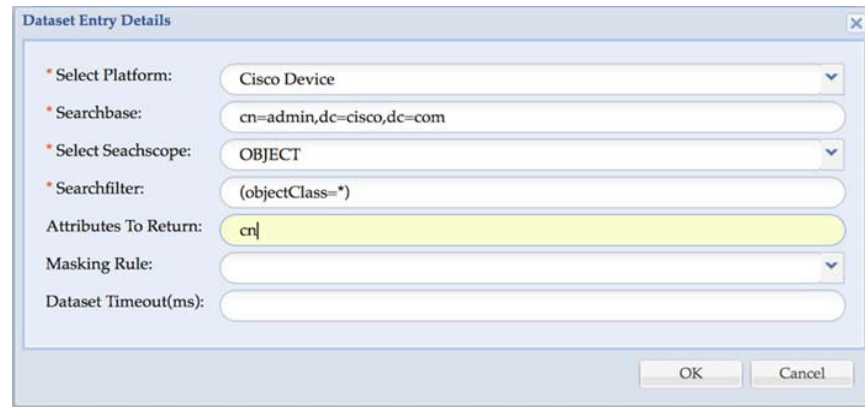 Dataset Entry Details
* Select Platform: Cisco Device
* Searchbase: cn=admin,dc=cisco,dc=com
* Select Seachscope: OBJECT
* Searchfilter: (objectClass=*)
Attributes To Return: cn
Masking Rule:
Dataset Timeout(ms):
OK Cancel